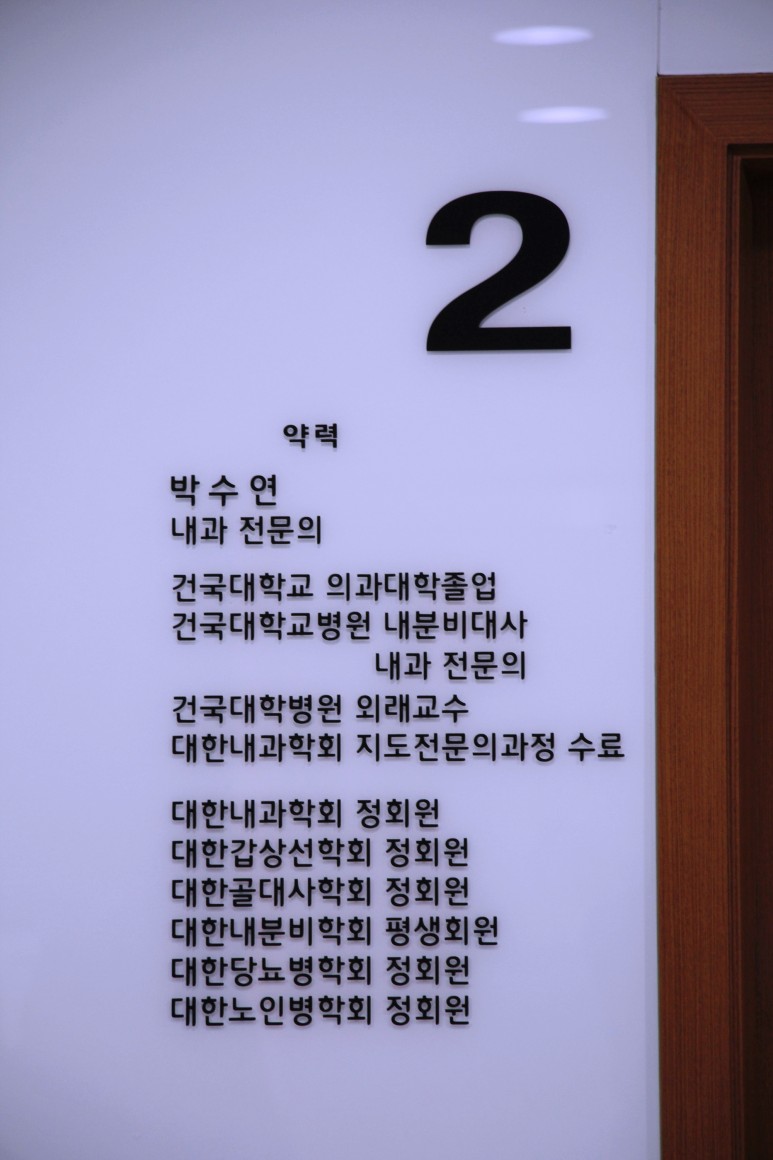 2
약력
박 수 연
내과 전문의
건국대학교 의과대학졸업
건국대학교병원 내분비대사
내과 전문의
건국대학병원 외래교수
대한내과학회 지도전문의과정 수료
대한내과학회 정회원
대한갑상선학회 정회원
대한골대사학회 정회원
대한내분비학회 평생회원
대한당뇨병학회 정회원
대한노인병학회 정회원